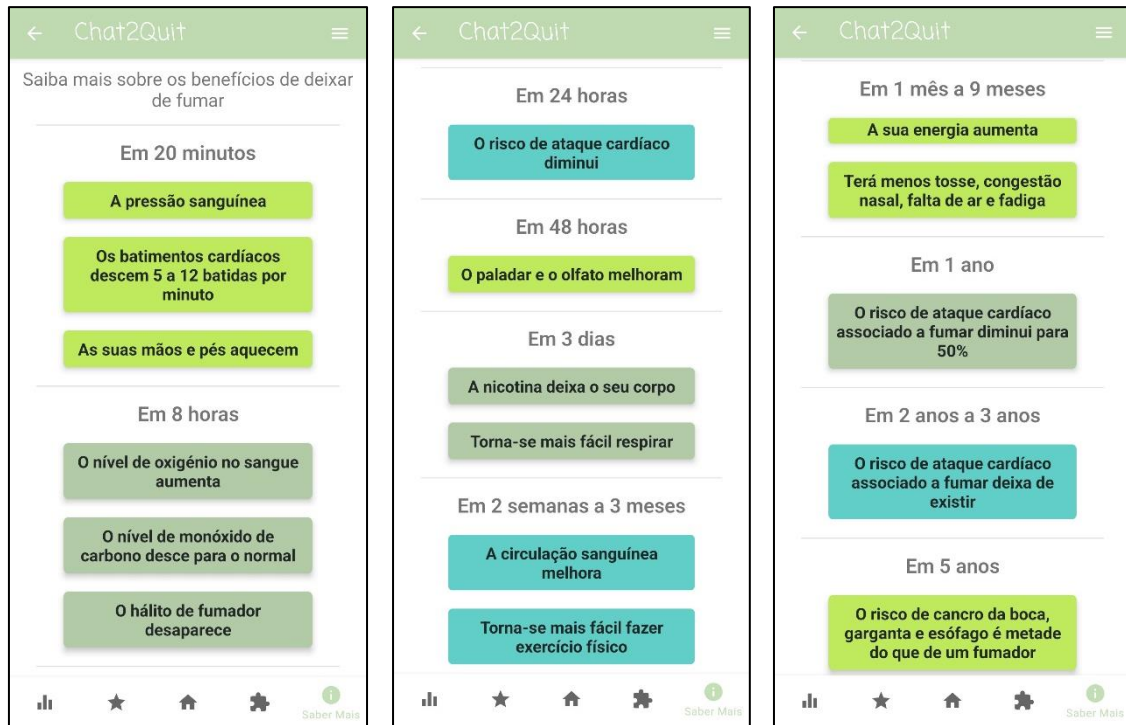 Chat2Quit
Saiba mais sobre os benefícios de deixar
de fumar
Em 20 minutos
A pressão sanguínea
Os batimentos cardíacos
descem 5 a 12 batidas por
minuto
As suas mãos e pés aquecem
Em 8 horas
O nível de oxigénio no sangue
aumenta
O nível de monóxido de
carbono desce para o normal
O hálito de fumador
desaparece
Saber Mais
Chat2Quit
Em 24 horas
O risco de ataque cardíaco
diminui
Em 48 horas
O paladar e o olfato melhoram
Em 3 dias
A nicotina deixa o seu corpo
Torna-se mais fácil respirar
Em 2 semanas a 3 meses
A circulação sanguínea
melhora
Torna-se mais fácil fazer
exercício físico
Saber Mais
Chat2Quit
Em 1 mês a 9 meses
A sua energia aumenta
Terá menos tosse, congestão
nasal, falta de ar e fadiga
Em 1 ano
O risco de ataque cardíaco
associado a fumar diminui para
50%
Em 2 anos a 3 anos
O risco de ataque cardíaco
associado a fumar deixa de
existir
Em 5 anos
O risco de cancro da boca,
garganta e esófago é metade
do que de um fumador
Saber Mais